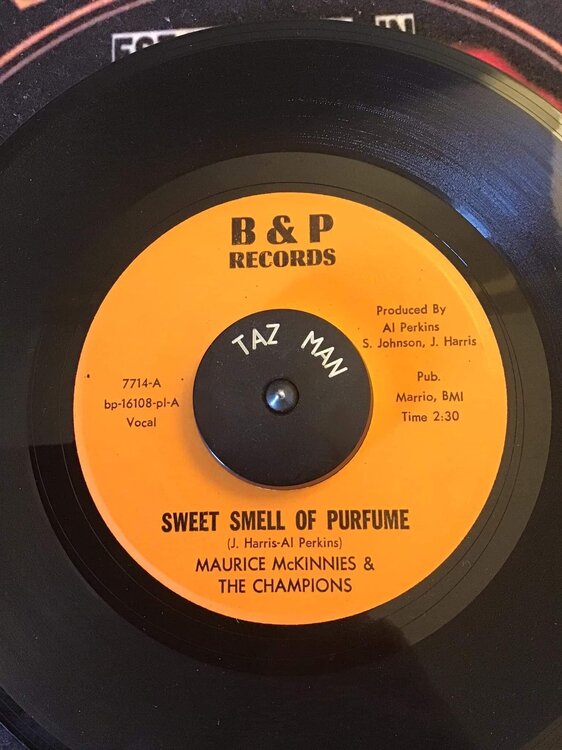 B & P
RECORDS
Produced By
Al Perkins
S. Johnson, J. Harris
TAZ MAN
7714-A
bp-16108-pl-A
Vocal
Pub.
Marrio, BMI
Time 2:30
SWEET SMELL OF PURFUME
(J. Harris-Al Perkins)
MAURICE McKINNIES &
THE CHAMPIONS